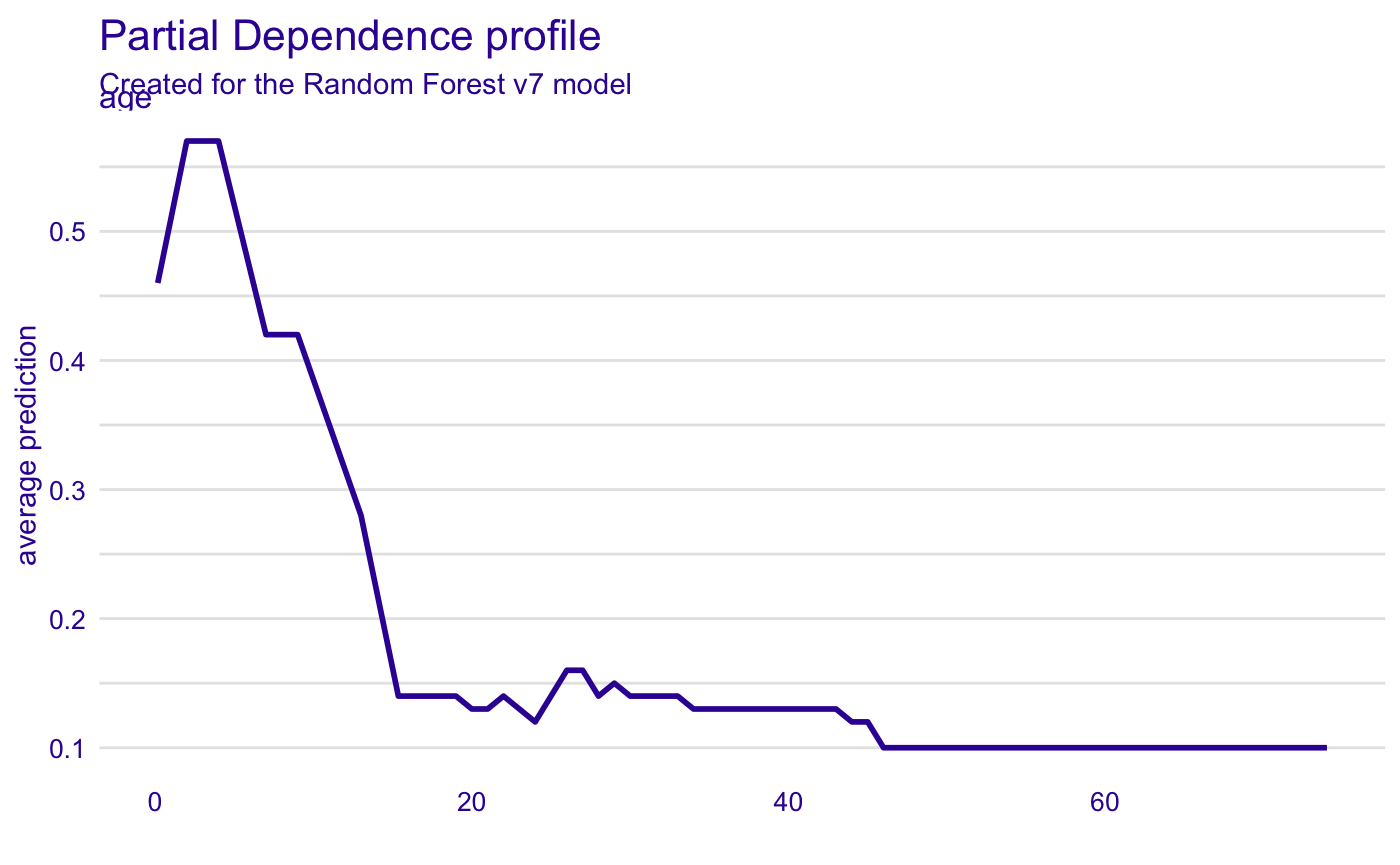 Partial Dependence profile
Created for the Random Forest v7 model
age
average prediction
0.5
0.4
0.3
0.2
0.1
0 20 40 60